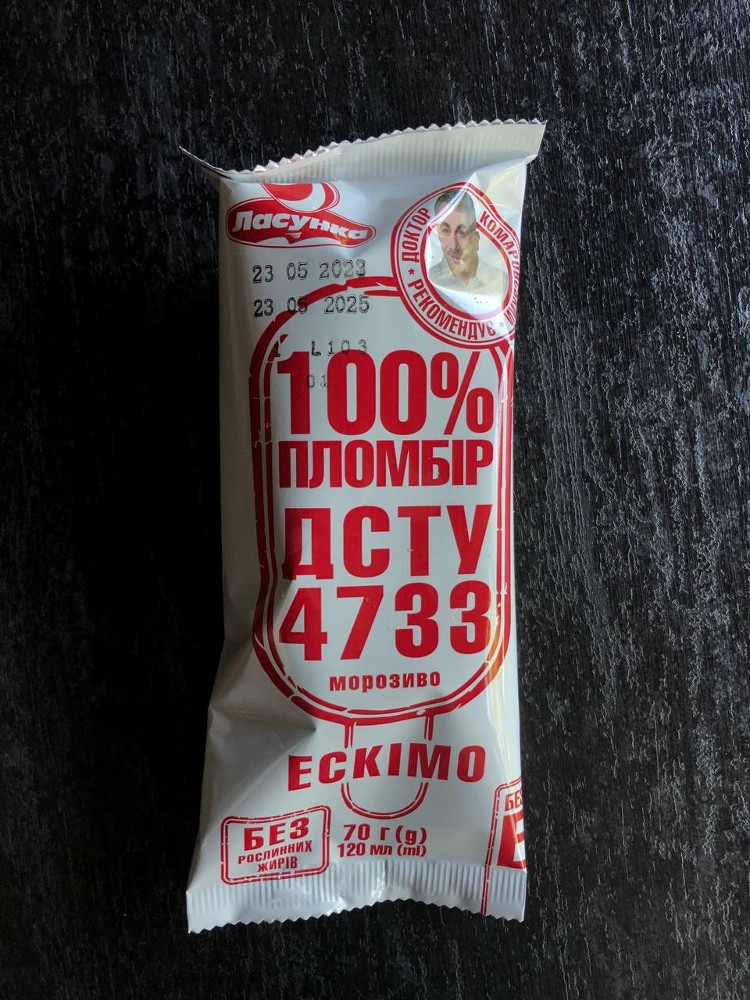 Ласунка
ДОКТОР КОМАРОВСЬКИЙ
* РЕКОМЕНДУЄ *
23 05 2023
23 05 2025
L103
01
100%
ПЛОМБІР
ДСТУ
4733
МОРОЗИВО
ЕСКІМО
БЕЗ
РОСЛИННИХ
ЖИРІВ
70 г (g)
120 мл (ml)